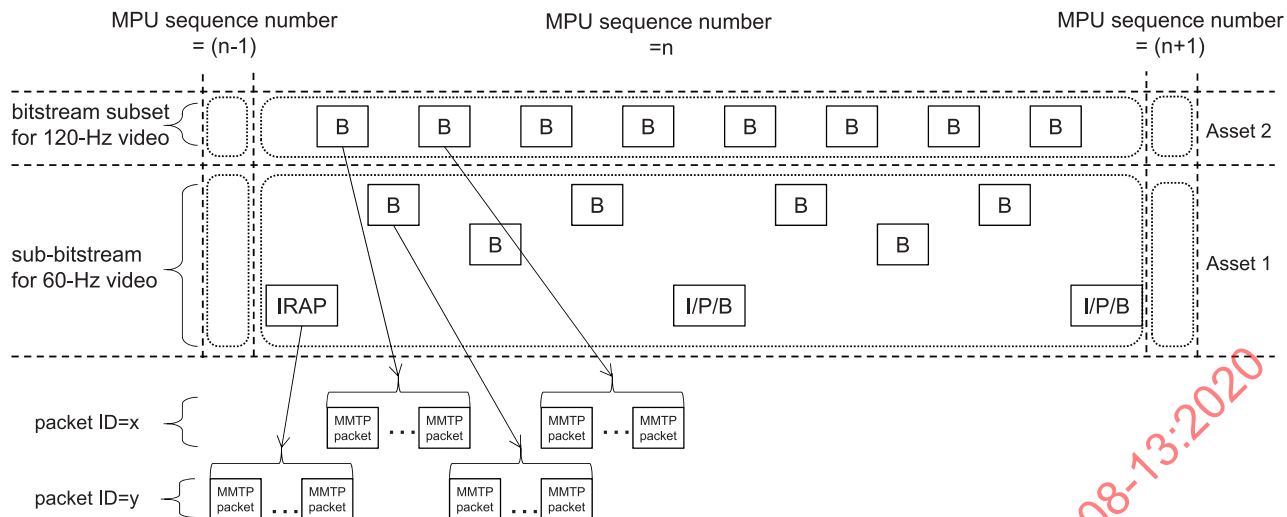 MPU sequence number
= (n-1)
MPU sequence number
=n
MPU sequence number
= (n+1)
bitstream subset
for 120-Hz video
B B B B B B B B
Asset 2
B B B B
B B
sub-bitstream
for 60-Hz video
Asset 1
IRAP I/P/B I/P/B
packet ID=x
MMTP
packet
...
MMTP
packet
MMTP
packet
...
MMTP
packet
packet ID=y
MMTP
packet
...
MMTP
packet
MMTP
packet
...
MMTP
packet
08-13:2020